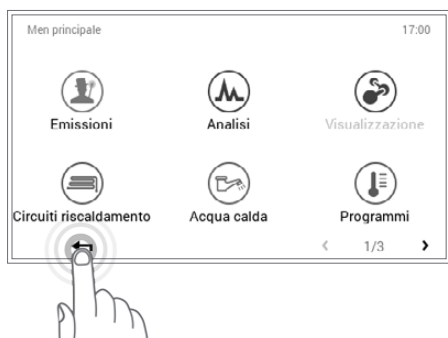 Men principale 17:00
Emissioni Analisi Visualizzazione
Circuiti riscaldamento Acqua calda Programmi
1/3